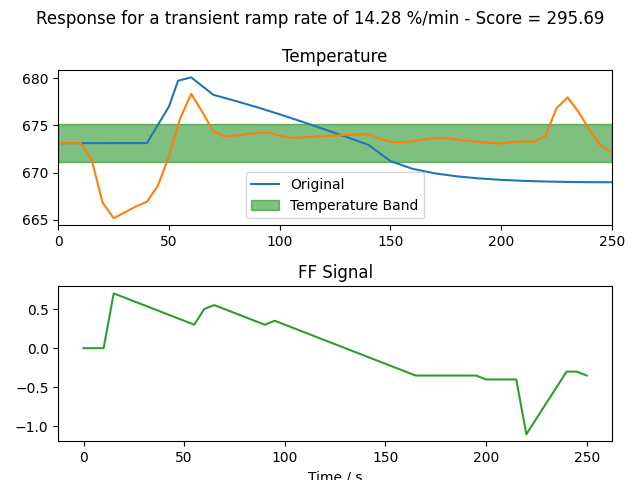 Response for a transient ramp rate of 14.28 %/min - Score = 295.69
Temperature
680
675
670
665
Original
Temperature Band
0 50 100 150 200 250
FF Signal
0.5
0.0
−0.5
−1.0
0 50 100 150 200 250
Time / s